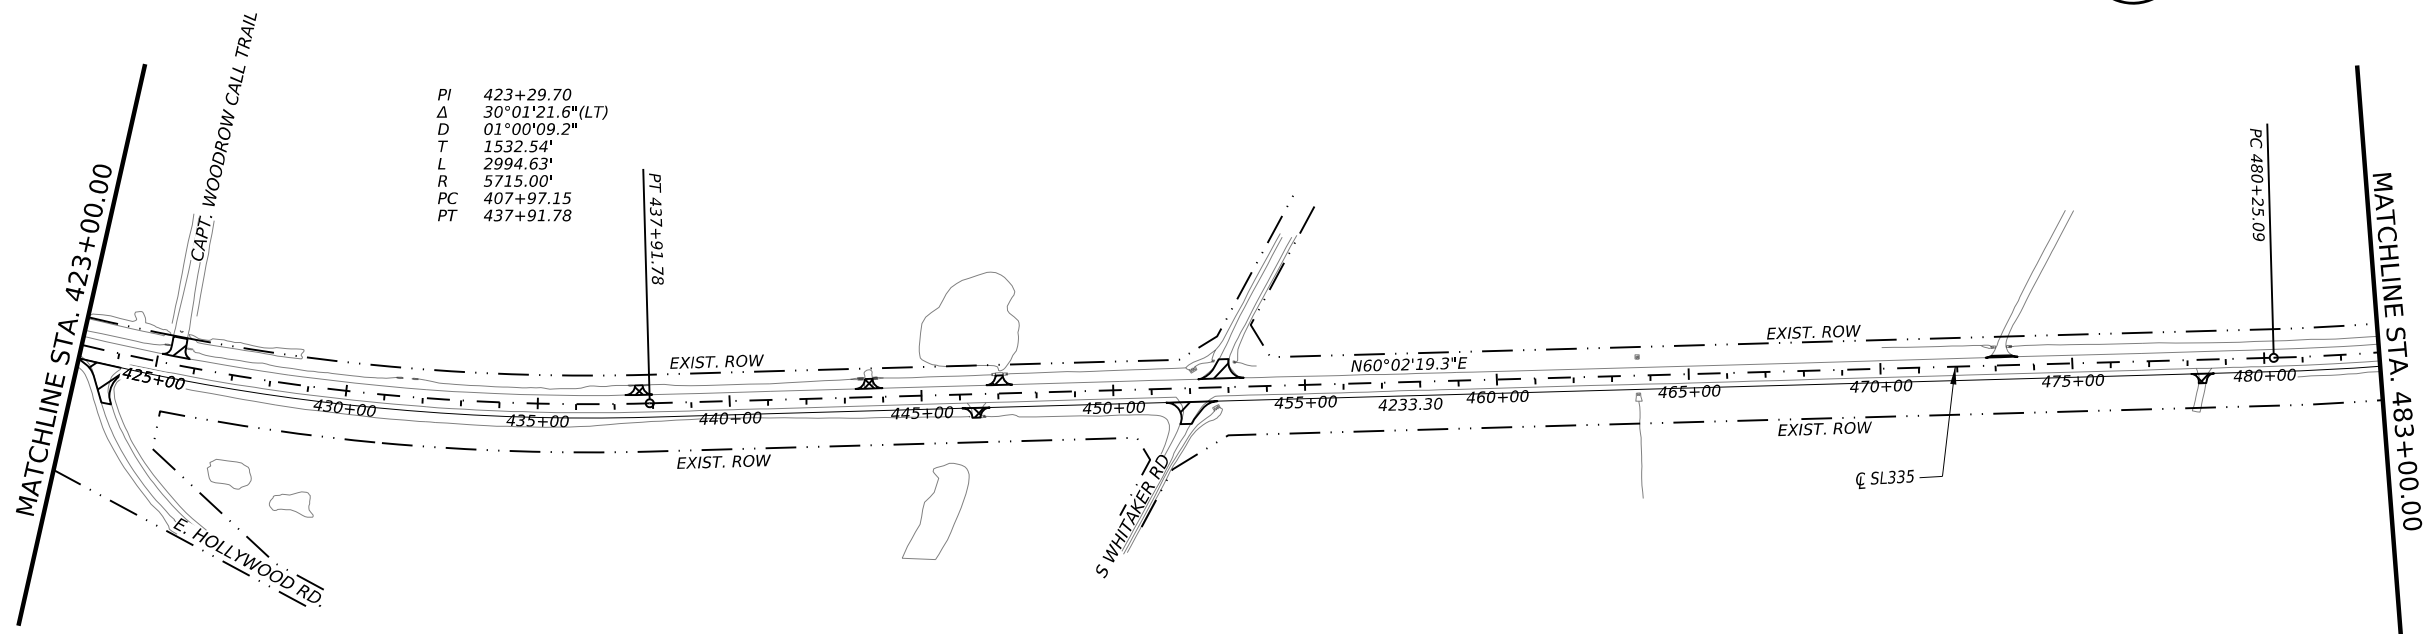 CAPT. WOODROW CALL TRAIL
MATCHLINE STA. 423+00.00
PI 423+29.70
Δ 30°01'21.6"(LT)
D 01°00'09.2"
T 1532.54'
L 2994.63'
R 5715.00'
PC 407+97.15
PT 437+91.78
PT 437+91.78
PC 480+25.09
MATCHLINE STA. 483+00.00
EXIST. ROW
N60°02'19.3"E
EXIST. ROW
425+00
430+00
435+00
440+00
445+00
450+00
455+00
4233.30
460+00
465+00
470+00
475+00
480+00
EXIST. ROW
EXIST. ROW
℄ SL335
S WHITAKER RD
E. HOLLYWOOD RD.